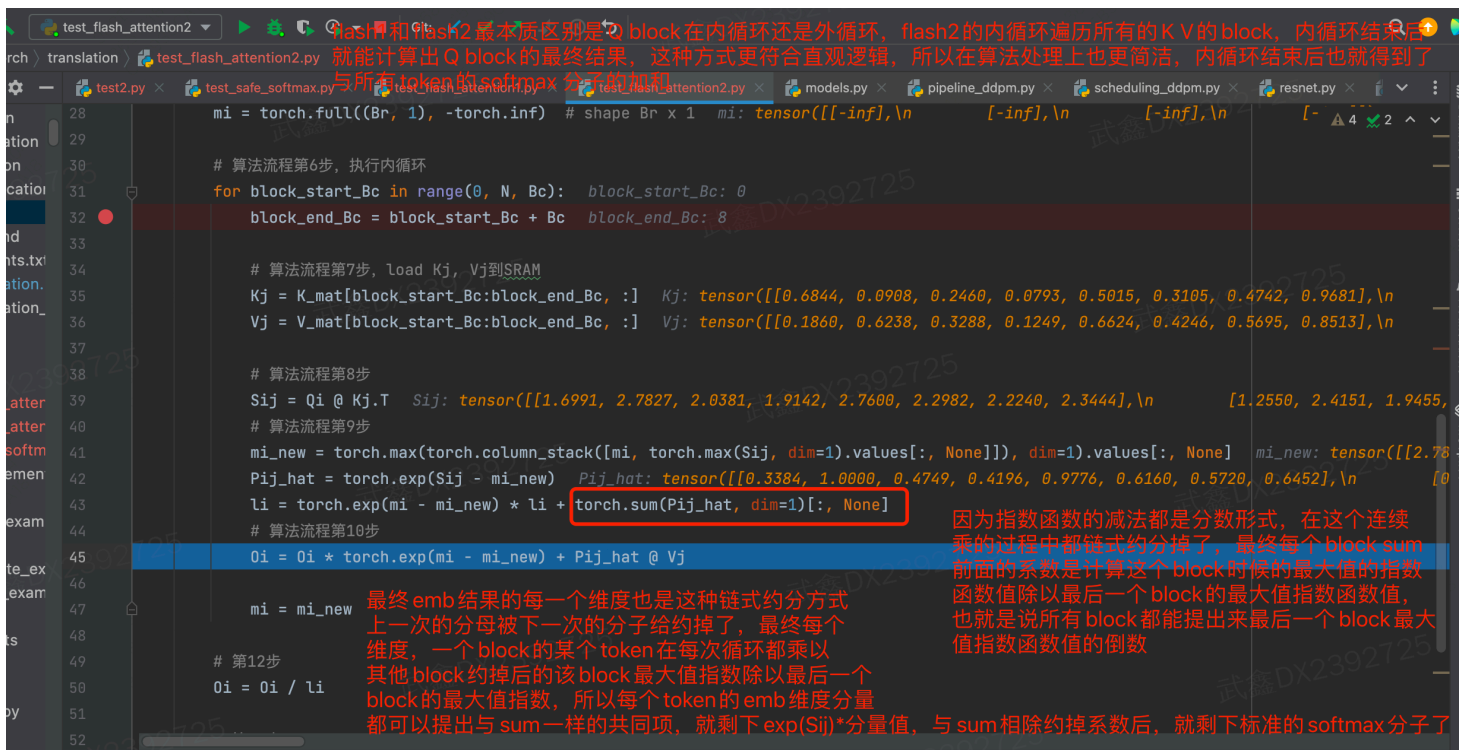 test_flash_attention2
Git:
flash1和flash2最本质区别是Q block在内循环还是外循环，flash2的内循环遍历所有的K V的block，内循环结束后
就能计算出Q block的最终结果，这种方式更符合直观逻辑，所以在算法处理上也更简洁，内循环结束后也就得到了
与所有token的softmax 分子的加和
rch › translation › test_flash_attention2.py
test2.py × test_safe_softmax.py × test_flash_attention1.py × test_flash_attention2.py × models.py × pipeline_ddpm.py × scheduling_ddpm.py × resnet.py ×
28 mi = torch.full((Br, 1), -torch.inf) # shape Br x 1 mi: tensor([[-inf],\n [-inf],\n [-inf],\n [-
4 2
29
30 # 算法流程第6步，执行内循环
31 for block_start_Bc in range(0, N, Bc): block_start_Bc: 0
32 block_end_Bc = block_start_Bc + Bc block_end_Bc: 8
33
34 # 算法流程第7步，load Kj, Vj到SRAM
35 Kj = K_mat[block_start_Bc:block_end_Bc, :] Kj: tensor([[0.6844, 0.0908, 0.2460, 0.0793, 0.5015, 0.3105, 0.4742, 0.9681],\n
36 Vj = V_mat[block_start_Bc:block_end_Bc, :] Vj: tensor([[0.1860, 0.6238, 0.3288, 0.1249, 0.6624, 0.4246, 0.5695, 0.8513],\n
37
38 # 算法流程第8步
39 Sij = Qi @ Kj.T Sij: tensor([[1.6991, 2.7827, 2.0381, 1.9142, 2.7600, 2.2982, 2.2240, 2.3444],\n [1.2550, 2.4151, 1.9455,
40 # 算法流程第9步
41 mi_new = torch.max(torch.column_stack([mi, torch.max(Sij, dim=1).values[:, None]]), dim=1).values[:, None] mi_new: tensor([[2.78
42 Pij_hat = torch.exp(Sij - mi_new) Pij_hat: tensor([[0.3384, 1.0000, 0.4749, 0.4196, 0.9776, 0.6160, 0.5720, 0.6452],\n [0
43 li = torch.exp(mi - mi_new) * li + torch.sum(Pij_hat, dim=1)[:, None]
44 # 算法流程第10步
45 Oi = Oi * torch.exp(mi - mi_new) + Pij_hat @ Vj
46
47 mi = mi_new
48
49 # 第12步
50 Oi = Oi / li
51
52
因为指数函数的减法都是分数形式，在这个连续
乘的过程中都链式约分掉了，最终每个block sum
前面的系数是计算这个block时候的最大值的指数
函数值除以最后一个block的最大值指数函数值，
也就是说所有block都能提出来最后一个block最大
值指数函数值的倒数
最终emb结果的每一个维度也是这种链式约分方式
上一次的分母被下一次的分子给约掉了，最终每个
维度，一个block的某个token在每次循环都乘以
其他block约掉后的该block最大值指数除以最后一个
block的最大值指数，所以每个token的emb维度分量
都可以提出与sum一样的共同项，就剩下exp(Sij)*分量值，与sum相除约掉系数后，就剩下标准的softmax分子了
武鑫DX2392725